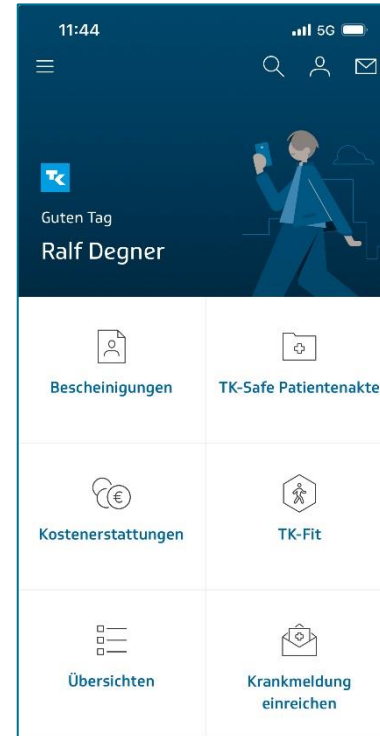 11:44
5G
TK
Guten Tag
Ralf Degner
Bescheinigungen
TK-Safe Patientenakte
Kostenerstattungen
TK-Fit
Übersichten
Krankmeldung
einreichen